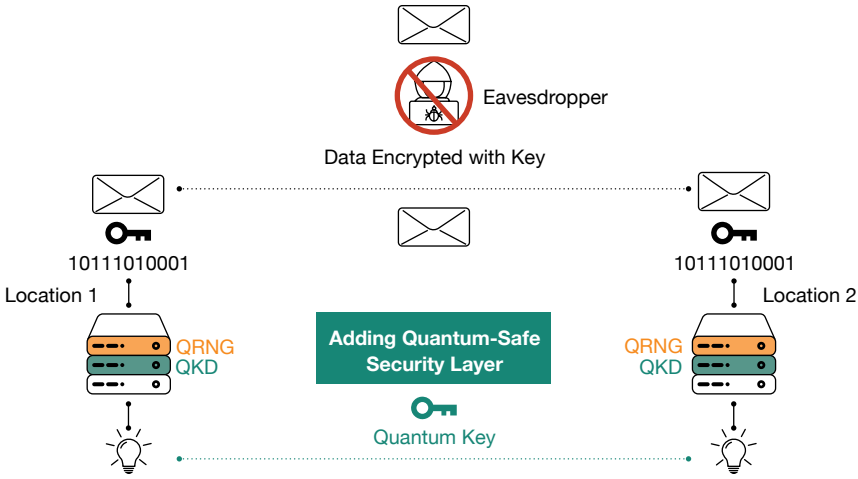 Eavesdropper
Data Encrypted with Key
10111010001
10111010001
Location 1
Location 2
QRNG
QKD
Adding Quantum-Safe
Security Layer
QRNG
QKD
Quantum Key